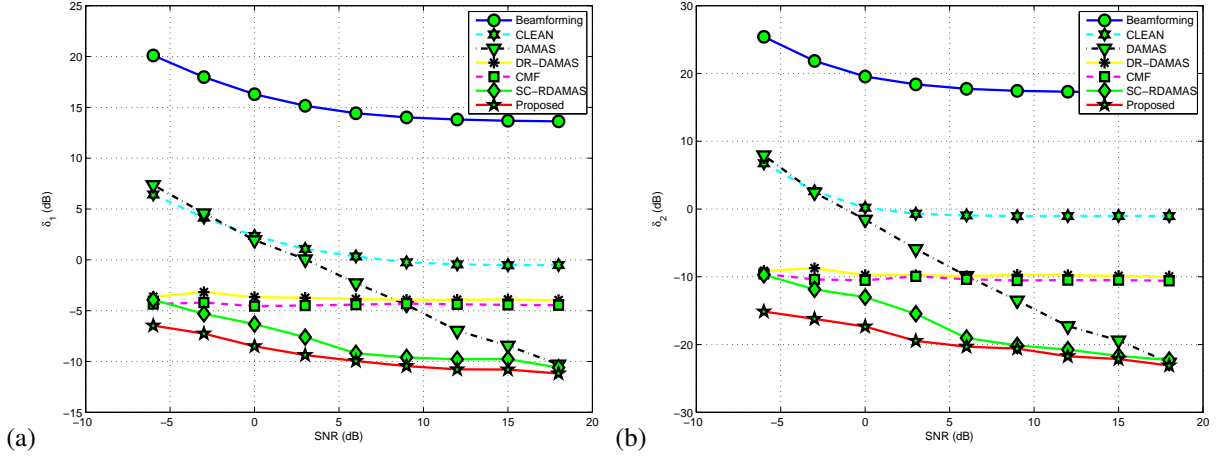 Beamforming
CLEAN
DAMAS
DR−DAMAS
CMF
SC−RDAMAS
Proposed
25
20
15
10
5
0
−5
−10
−15
δ1 (dB)
−10
−5
0
5
10
15
20
SNR (dB)
(a)
Beamforming
CLEAN
DAMAS
DR−DAMAS
CMF
SC−RDAMAS
Proposed
30
20
10
0
−10
−20
−30
δ2 (dB)
−10
−5
0
5
10
15
20
SNR (dB)
(b)